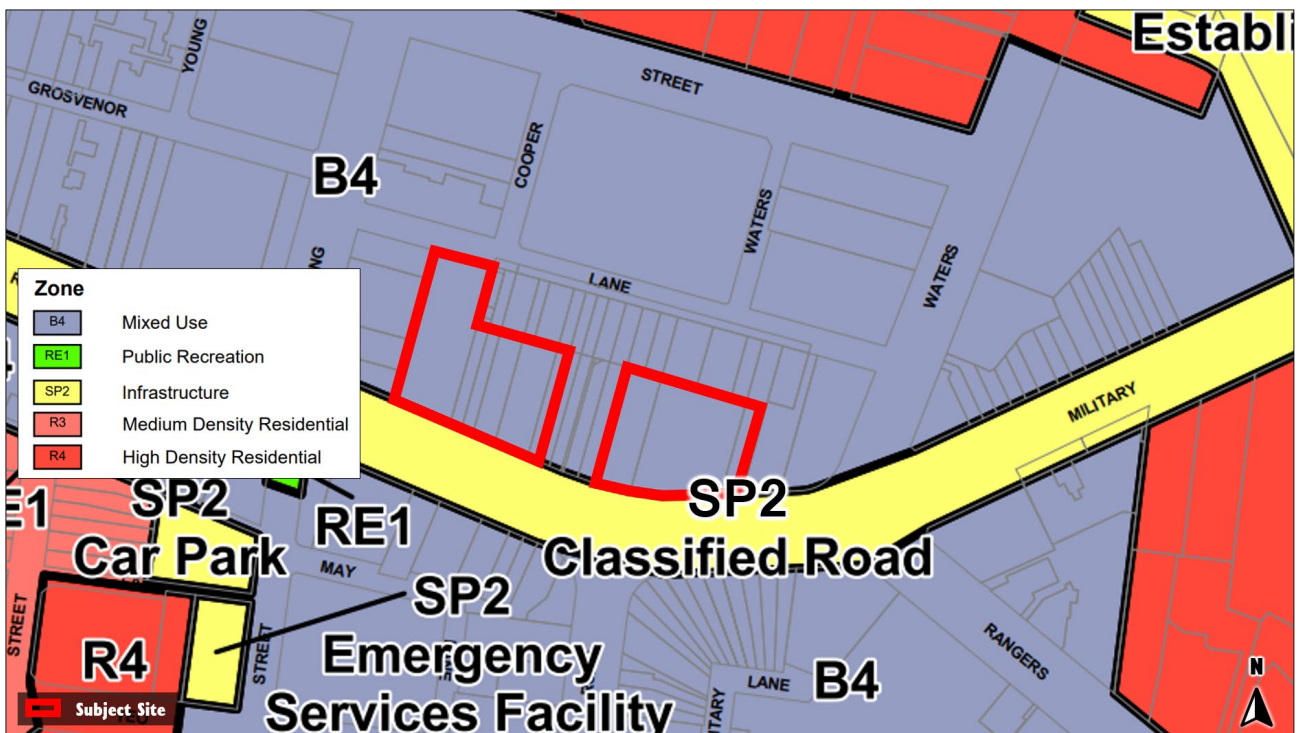 Establi
YOUNG
STREET
GROSVENOR
COOPER
B4
WATERS
LANE
WATERS
Zone
B4 Mixed Use
RE1 Public Recreation
SP2 Infrastructure
R3 Medium Density Residential
R4 High Density Residential
MILITARY
SP2
Classified Road
SP2
Car Park
RE1
MAY
SP2
Emergency
Services Facility
STREET
STREET
R4
RANGERS
LANE
B4
N
Subject Site